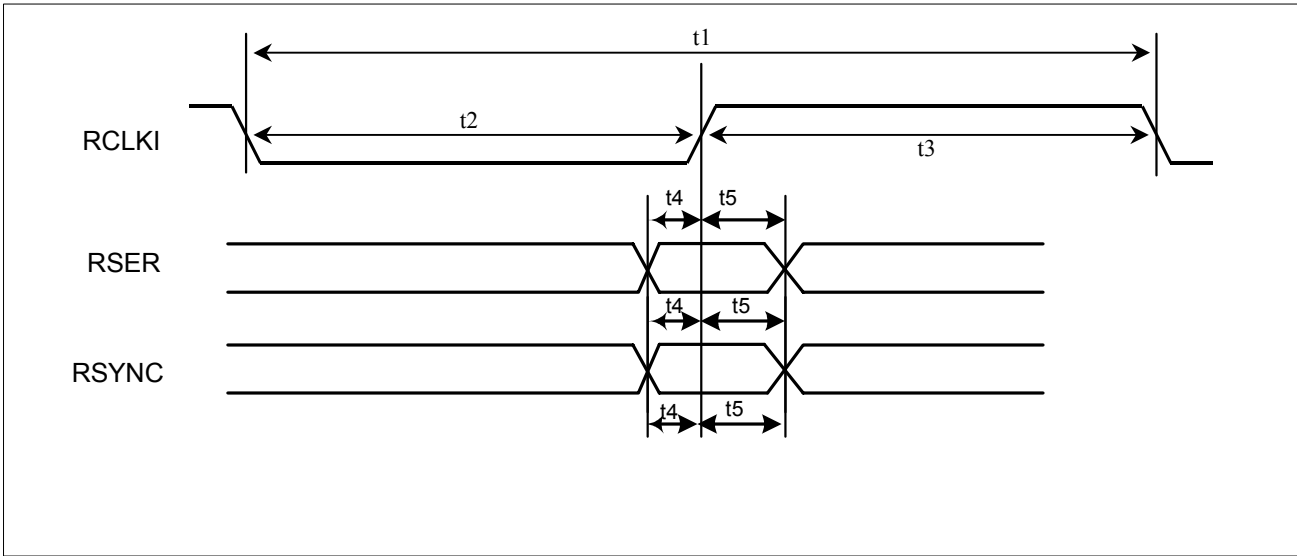 t1
RCLKI
t2
t3
t4 t5
RSER
t4 t5
RSYNC
t4 t5